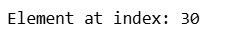 Element at index: 30